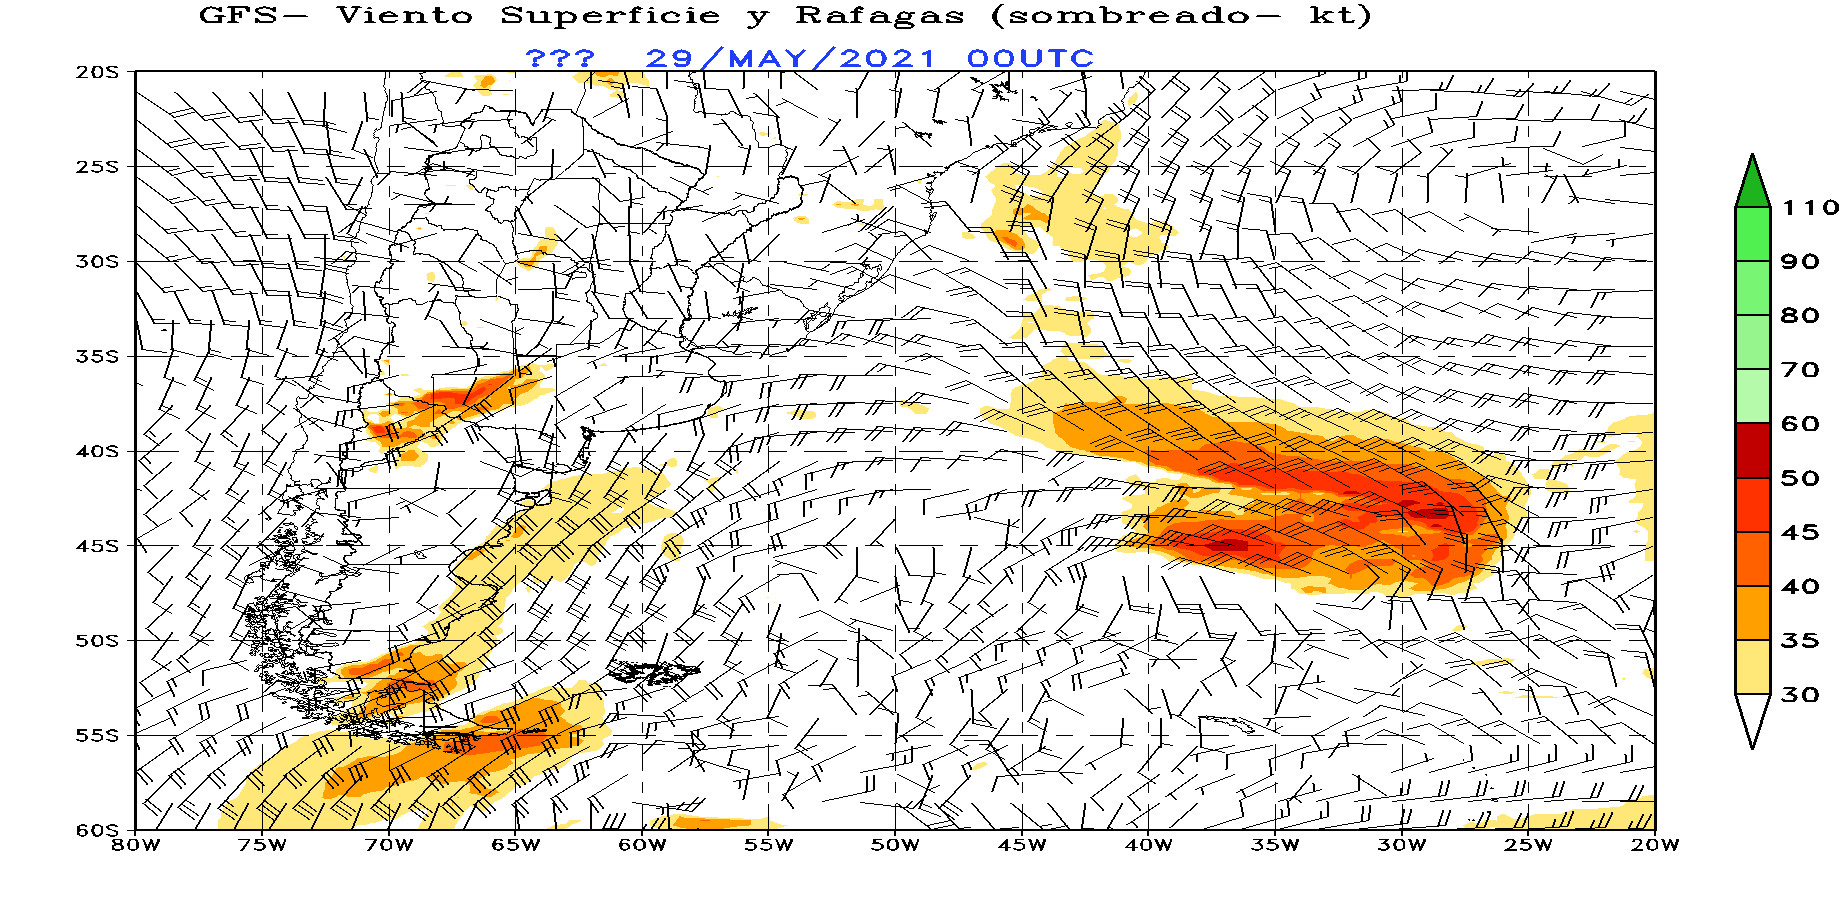 GFS− Viento Superficie y Rafagas (sombreado− kt)
??? 29/MAY/2021 00UTC
20S
25S
30S
35S
40S
45S
50S
55S
60S
80W 75W 70W 65W 60W 55W 50W 45W 40W 35W 30W 25W 20W
110
90
80
70
60
50
45
40
35
30